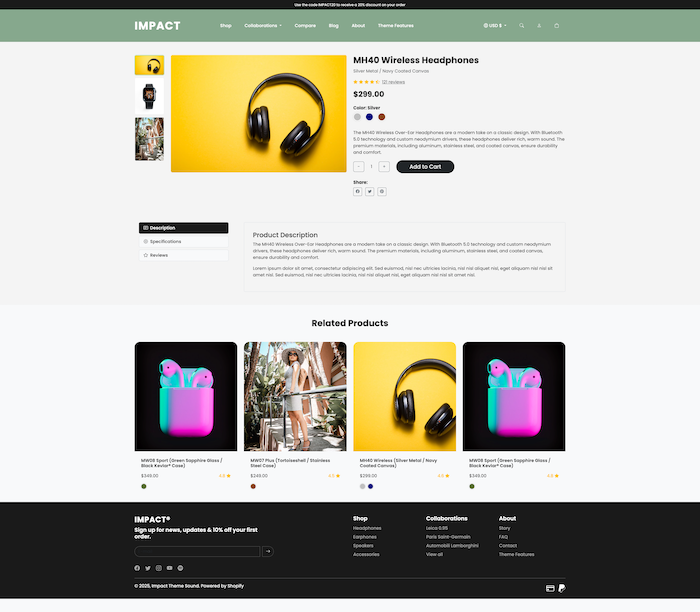 Use the code IMPACT20 to receive a 20% discount on your order
IMPACT
Shop Collaborations Compare Blog About Theme Features
USD $
MH40 Wireless Headphones
Silver Metal / Navy Coated Canvas
(2) reviews
$299.00
Color: Silver
The MH40 Wireless Over-Ear Headphones are a modern take on a classic design. With Bluetooth
5.0 technology and custom neodymium drivers, these headphones deliver rich, warm sound. The
premium materials, including aluminum, stainless steel, and coated canvas, ensure durability
and comfort.
- 1 + Add to Cart
Share:
Description
Specifications
Reviews
Product Description
The MH40 Wireless Over-Ear Headphones are a modern take on a classic design. With Bluetooth 5.0 technology and custom neodymium
drivers, these headphones deliver rich, warm sound. The premium materials, including aluminum, stainless steel, and coated canvas,
ensure durability and comfort.
Lorem ipsum dolor sit amet, consectetur adipiscing elit. Sed euismod, nisl nec ultricies lacinia, nisl nisl aliquet nisl, eget aliquam nisl nisl sit
amet nisl. Sed euismod, nisl nec ultricies lacinia, nisl nisl aliquet nisl, eget aliquam nisl nisl sit amet nisl.
Related Products
MW08 Sport (Green Sapphire Glass /
Black Kevlar® Case)
$349.00 4.9
MW07 Plus (Tortoiseshell / Stainless
Steel Case)
$249.00
MH40 Wireless (Silver Metal / Navy
Coated Canvas)
$299.00
MW08 Sport (Green Sapphire Glass /
Black Kevlar® Case)
$349.00
IMPACT®
Sign up for news, updates & 10% off your first
order.
Shop
Headphones
Earphones
Speakers
Accessories
Collaborations
Leica 0.95
Paris Saint-Germain
Automobili Lamborghini
View-all
About
Story
FAQ
Contact
Theme Features
© 2025, Impact Theme Sound. Powered by Shopify